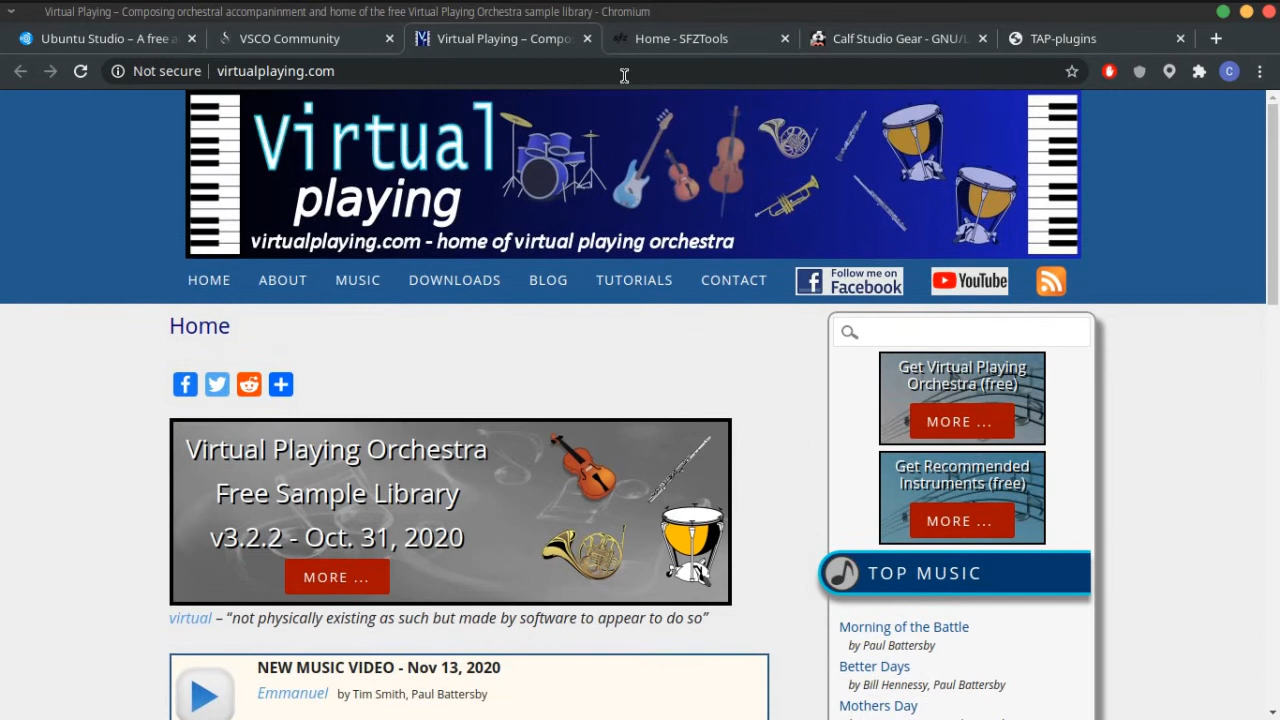 Virtual Playing – Composing orchestral accompaninment and home of the free Virtual Playing Orchestra sample library - Chromium
Ubuntu Studio – A free a
VSCO Community
Virtual Playing – Compo
Home - SFZTools
Calf Studio Gear - GNU/L
TAP-plugins
Not secure
virtualplaying.com
C
Virtual
playing
virtualplaying.com - home of virtual playing orchestra
HOME
ABOUT
MUSIC
DOWNLOADS
BLOG
TUTORIALS
CONTACT
Follow me on
Facebook
YouTube
Home
Virtual Playing Orchestra
Free Sample Library
v3.2.2 - Oct. 31, 2020
MORE ...
virtual – “not physically existing as such but made by software to appear to do so”
NEW MUSIC VIDEO - Nov 13, 2020
Emmanuel by Tim Smith, Paul Battersby
Get Virtual Playing
Orchestra (free)
MORE ...
Get Recommended
Instruments (free)
MORE ...
TOP MUSIC
Morning of the Battle
by Paul Battersby
Better Days
by Bill Hennessy, Paul Battersby
Mothers Day